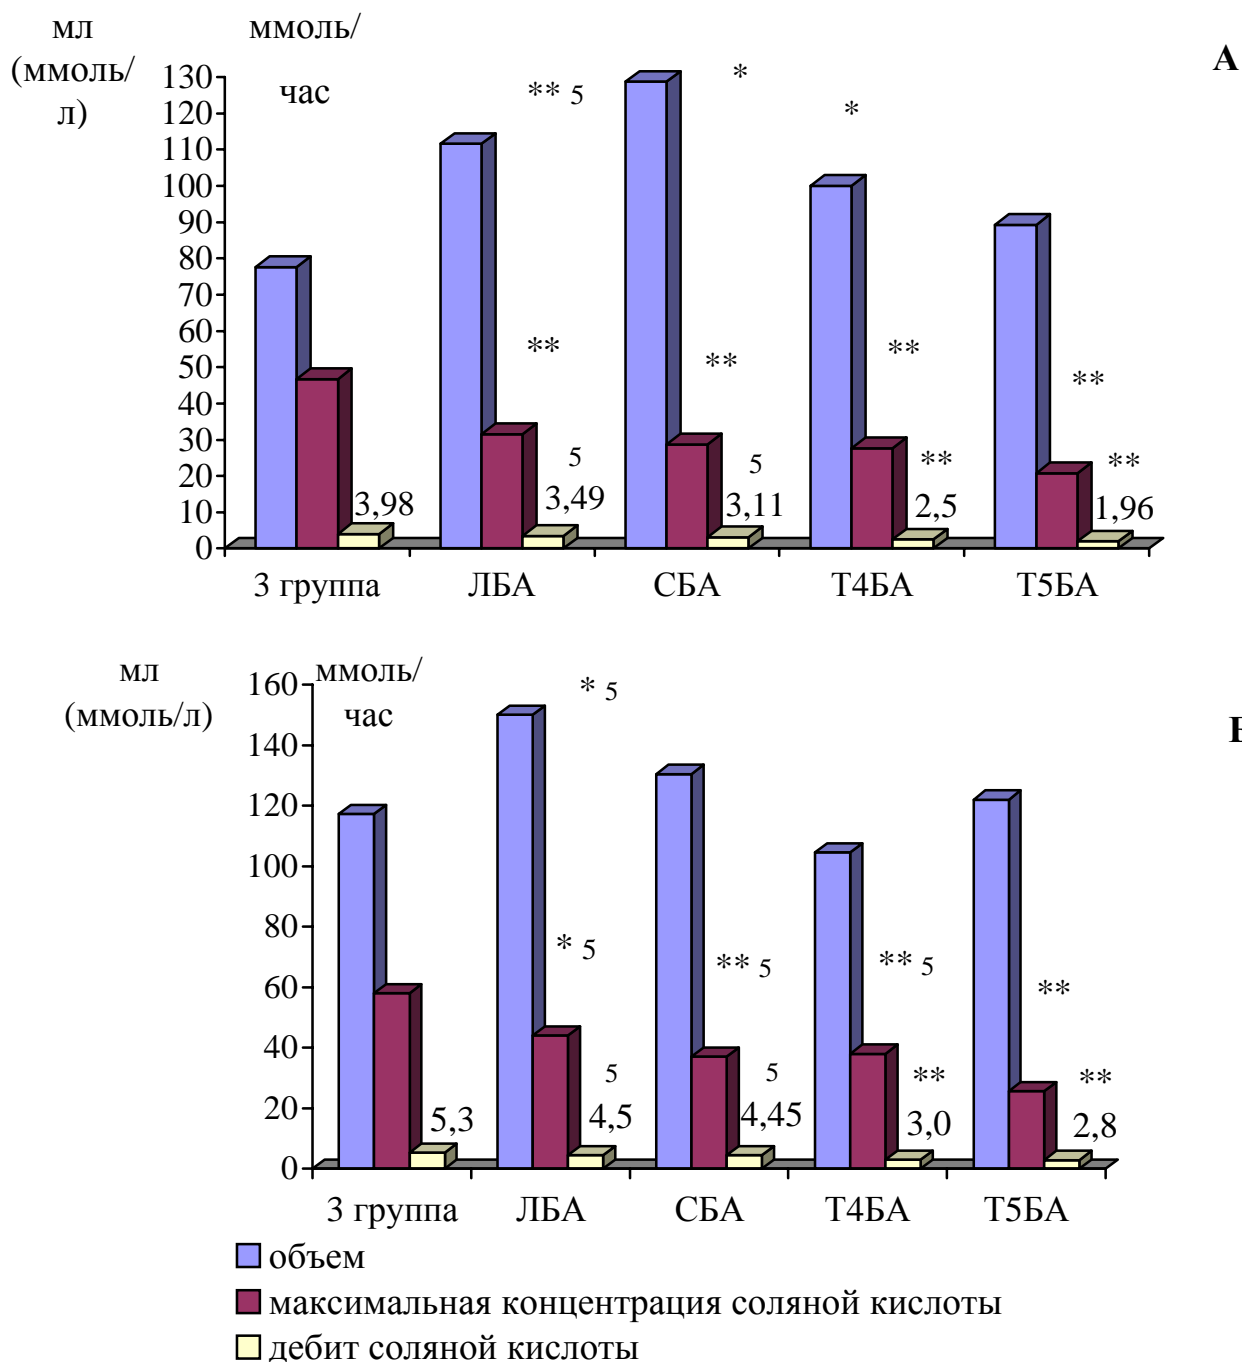 мл
(ммоль/
л)
ммоль/
час
А
130
120
110
100
90
80
70
60
50
40
30
20
10
0
** 5
*
*
**
**
**
**
5
5
**
**
3,98
3,49
3,11
2,5
1,96
3 группа
ЛБА
СБА
Т4БА
Т5БА
мл
(ммоль/л)
ммоль/
час
160
140
120
100
80
60
40
20
0
* 5
* 5
** 5
** 5
**
5
5
**
**
5,3
4,5
4,45
3,0
2,8
3 группа
ЛБА
СБА
Т4БА
Т5БА
объем
максимальная концентрация соляной кислоты
дебит соляной кислоты